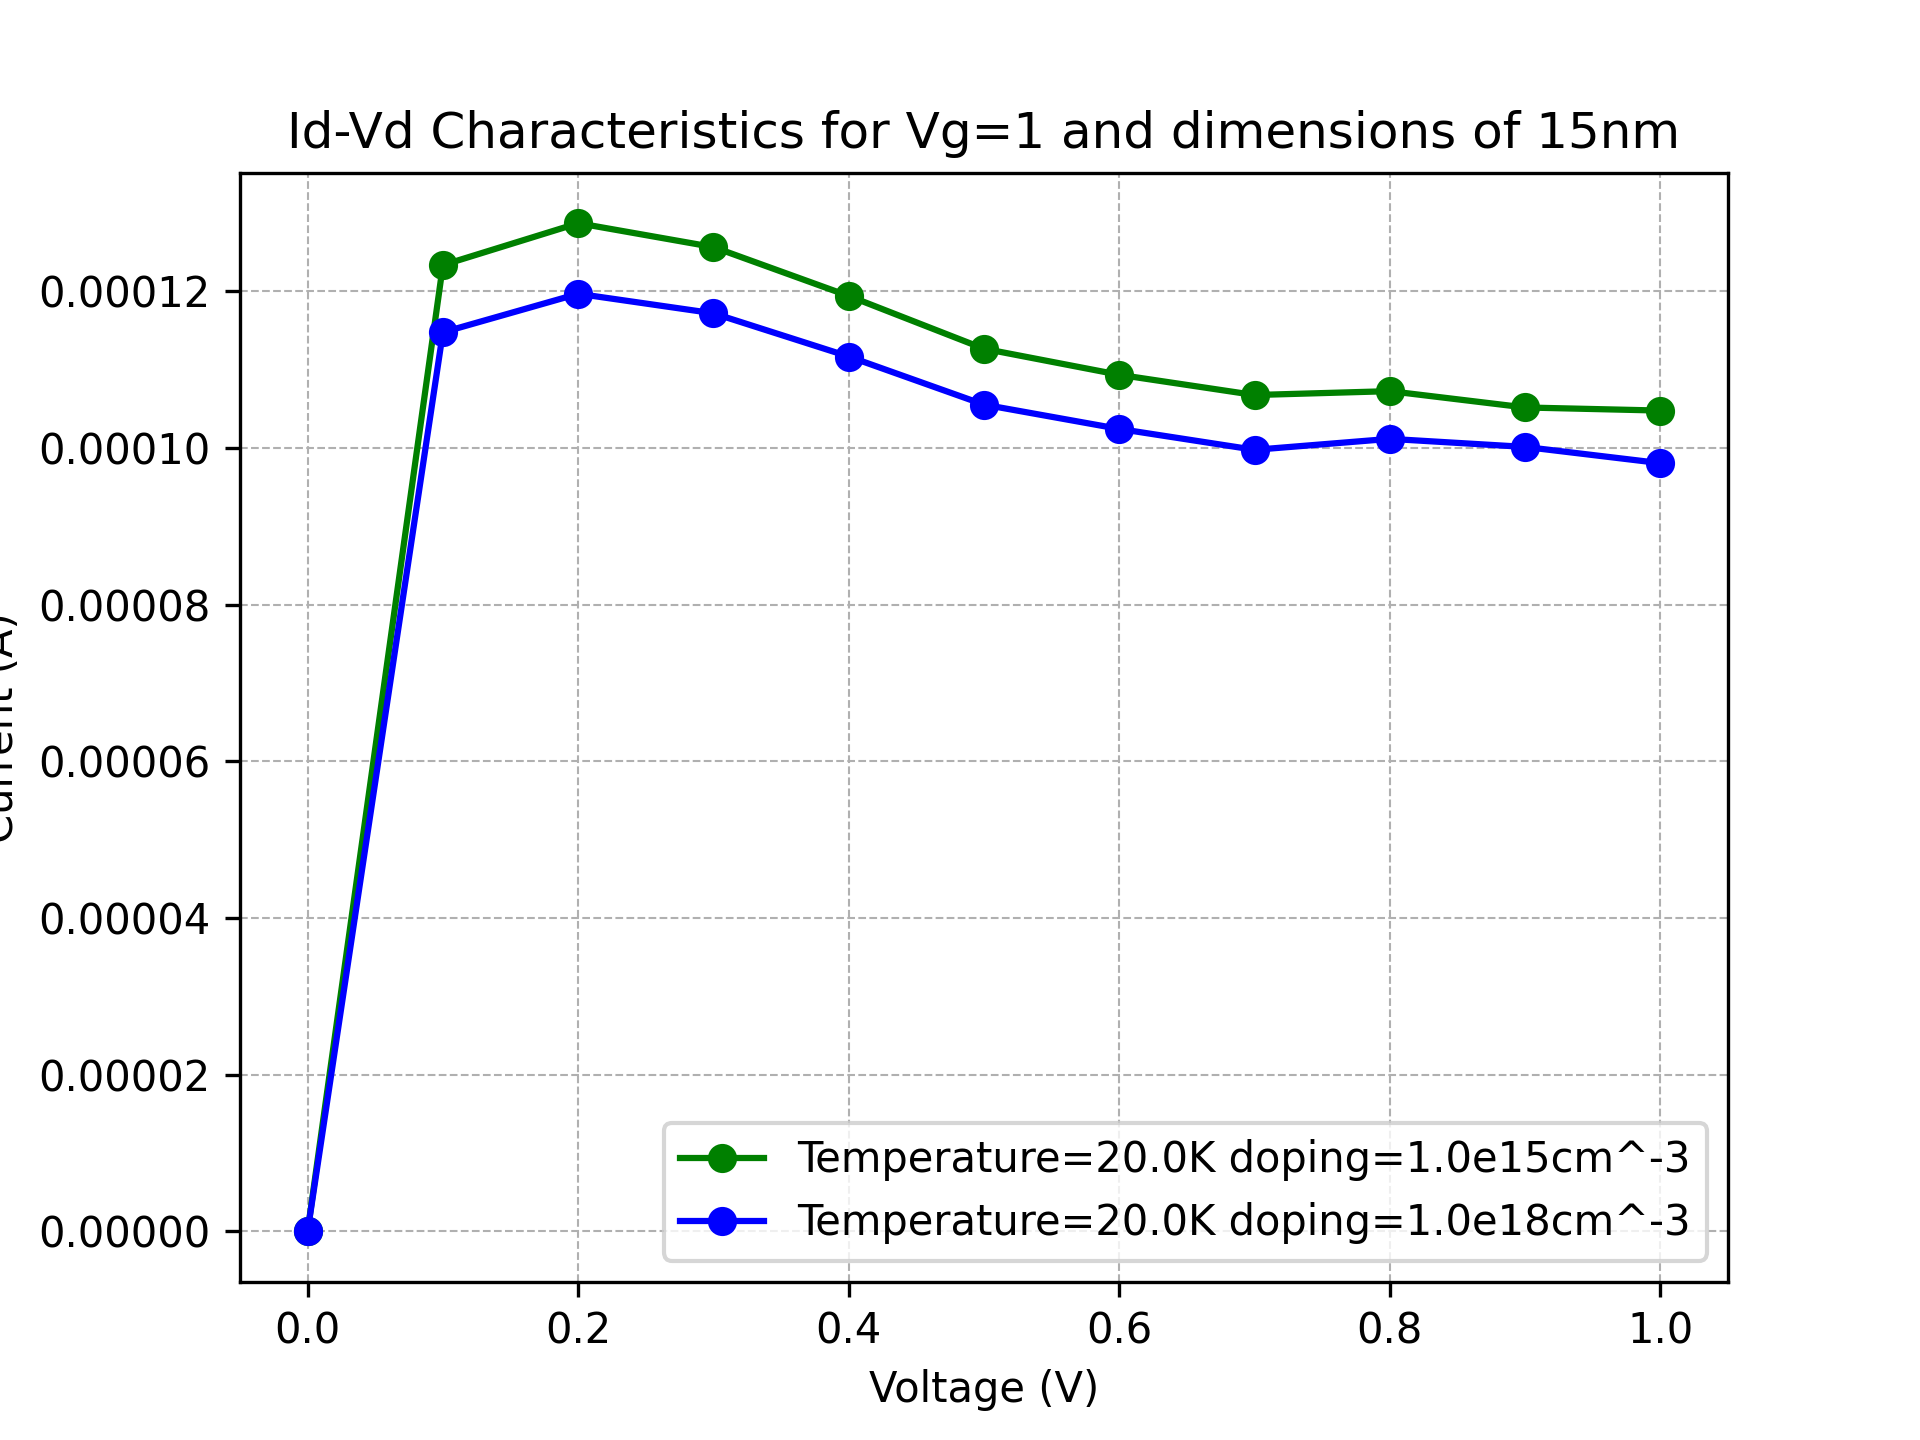 Id-Vd Characteristics for Vg=1 and dimensions of 15nm
0.00012
0.00010
0.00008
0.00006
0.00004
0.00002
0.00000
Current (A)
Temperature=20.0K doping=1.0e15cm^-3
Temperature=20.0K doping=1.0e18cm^-3
0.0 0.2 0.4 0.6 0.8 1.0
Voltage (V)